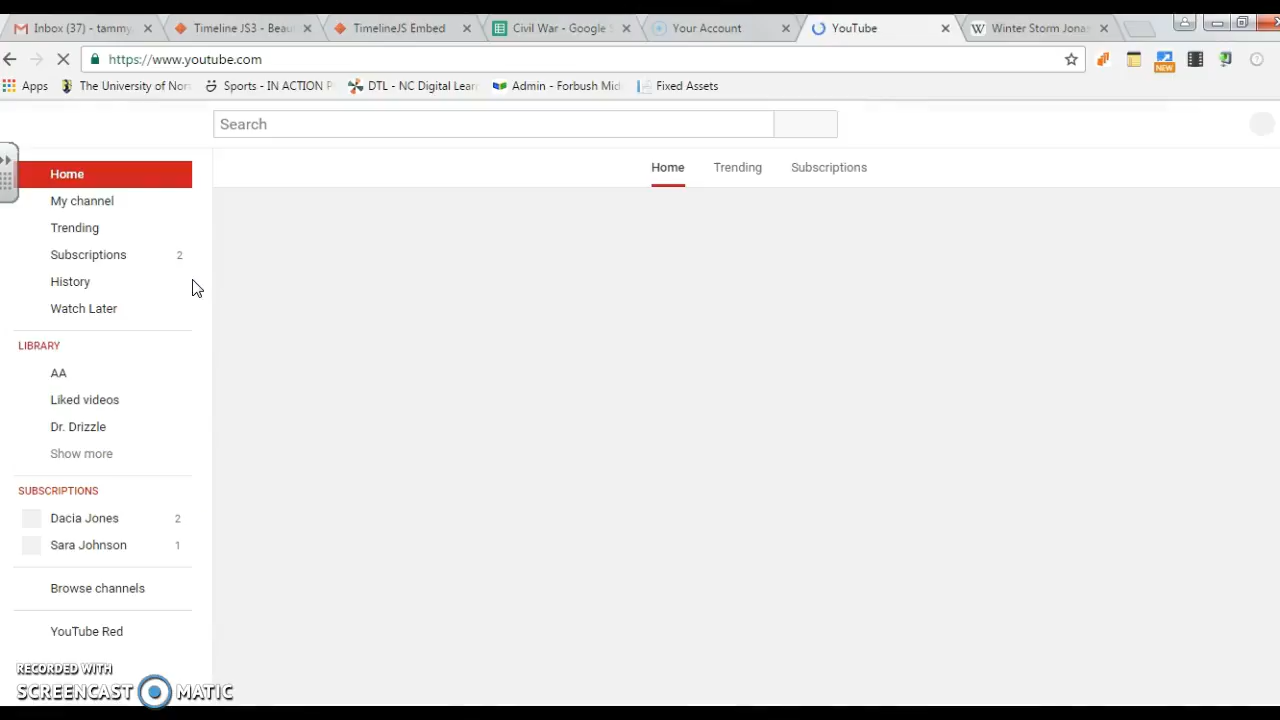 Inbox (37) - tammy
Timeline JS3 - Beau
TimelineJS Embed
Civil War - Google
Your Account
YouTube
Winter Storm Jonas
https://www.youtube.com
NEW
Apps
The University of Nor
Sports - IN ACTION P
DTL - NC Digital Lear
Admin - Forbush Mid
Fixed Assets
Search
Home
Trending
Subscriptions
Home
My channel
Trending
Subscriptions 2
History
Watch Later
LIBRARY
AA
Liked videos
Dr. Drizzle
Show more
SUBSCRIPTIONS
Dacia Jones 2
Sara Johnson 1
Browse channels
YouTube Red
RECORDED WITH
SCREENCAST MATIC